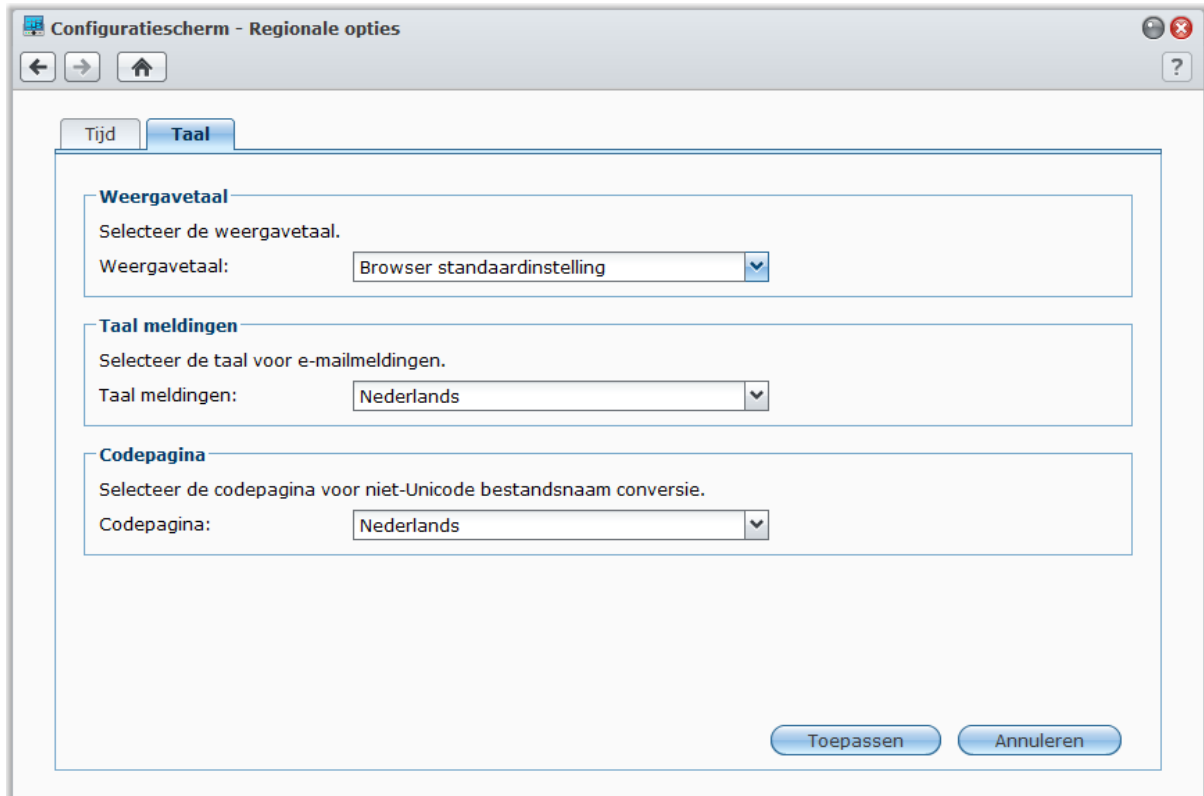 Configuratiescherm - Regionale opties
?
Tijd
Taal
Weergavetaal
Selecteer de weergavetaal.
Weergavetaal: Browser standaardinstelling
Taal meldingen
Selecteer de taal voor e-mailmeldingen.
Taal meldingen: Nederlands
Codepagina
Selecteer de codepagina voor niet-Unicode bestandsnaam conversie.
Codepagina: Nederlands
Toepassen
Annuleren